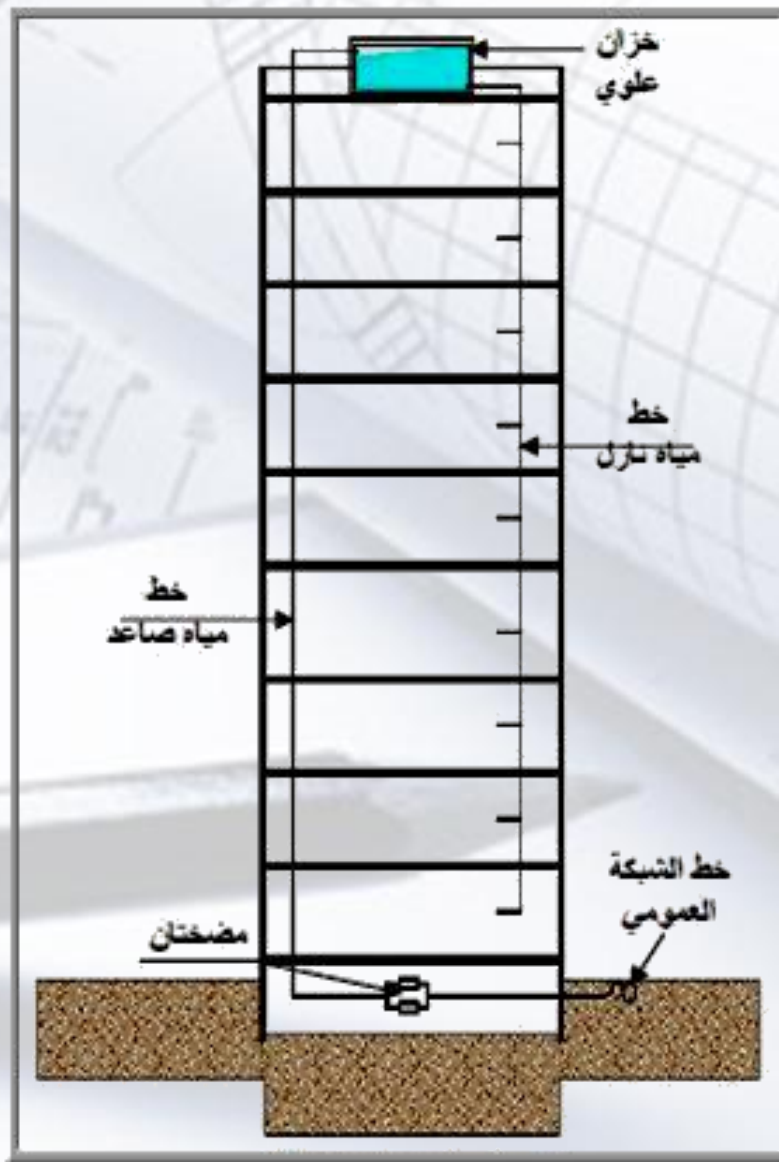 خزان
علوي
خط
مياه نازل
خط
مياه صاعد
خط الشبكة
العمومي
مضختان